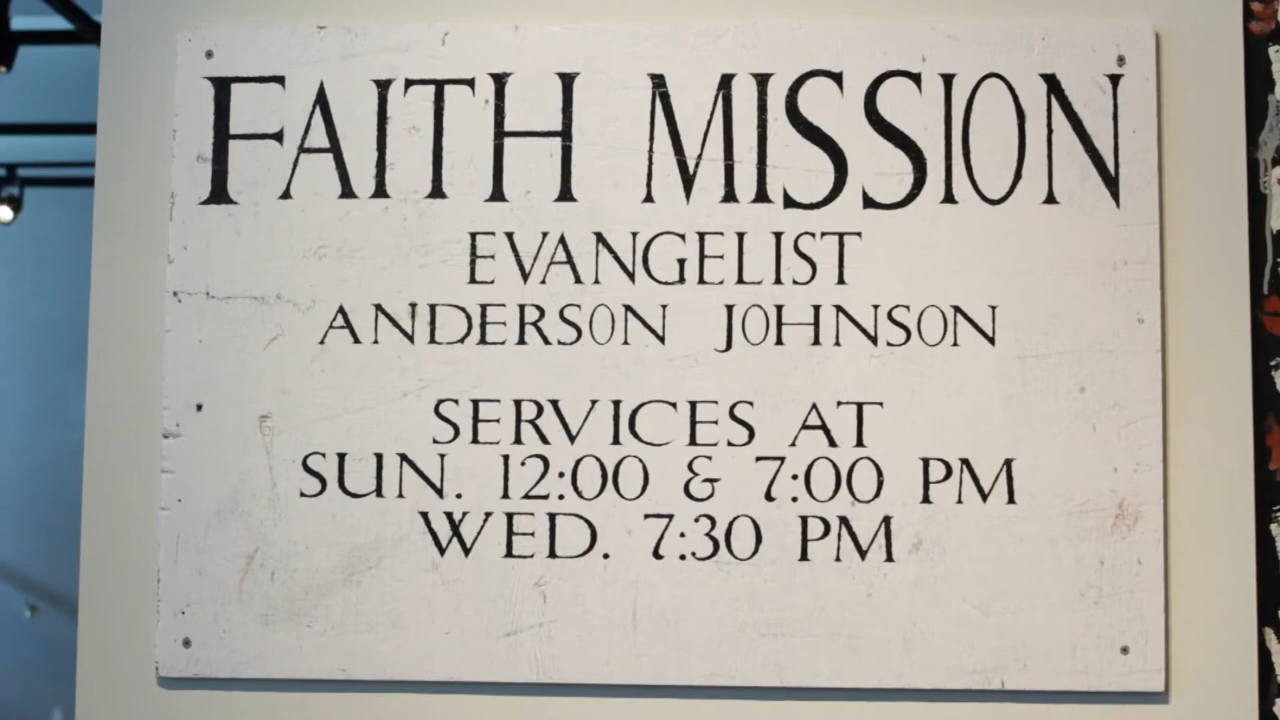 FAITH MISSION
EVANGELIST
ANDERSON JOHNSON
SERVICES AT
SUN. 12:00 & 7:00 PM
WED. 7:30 PM